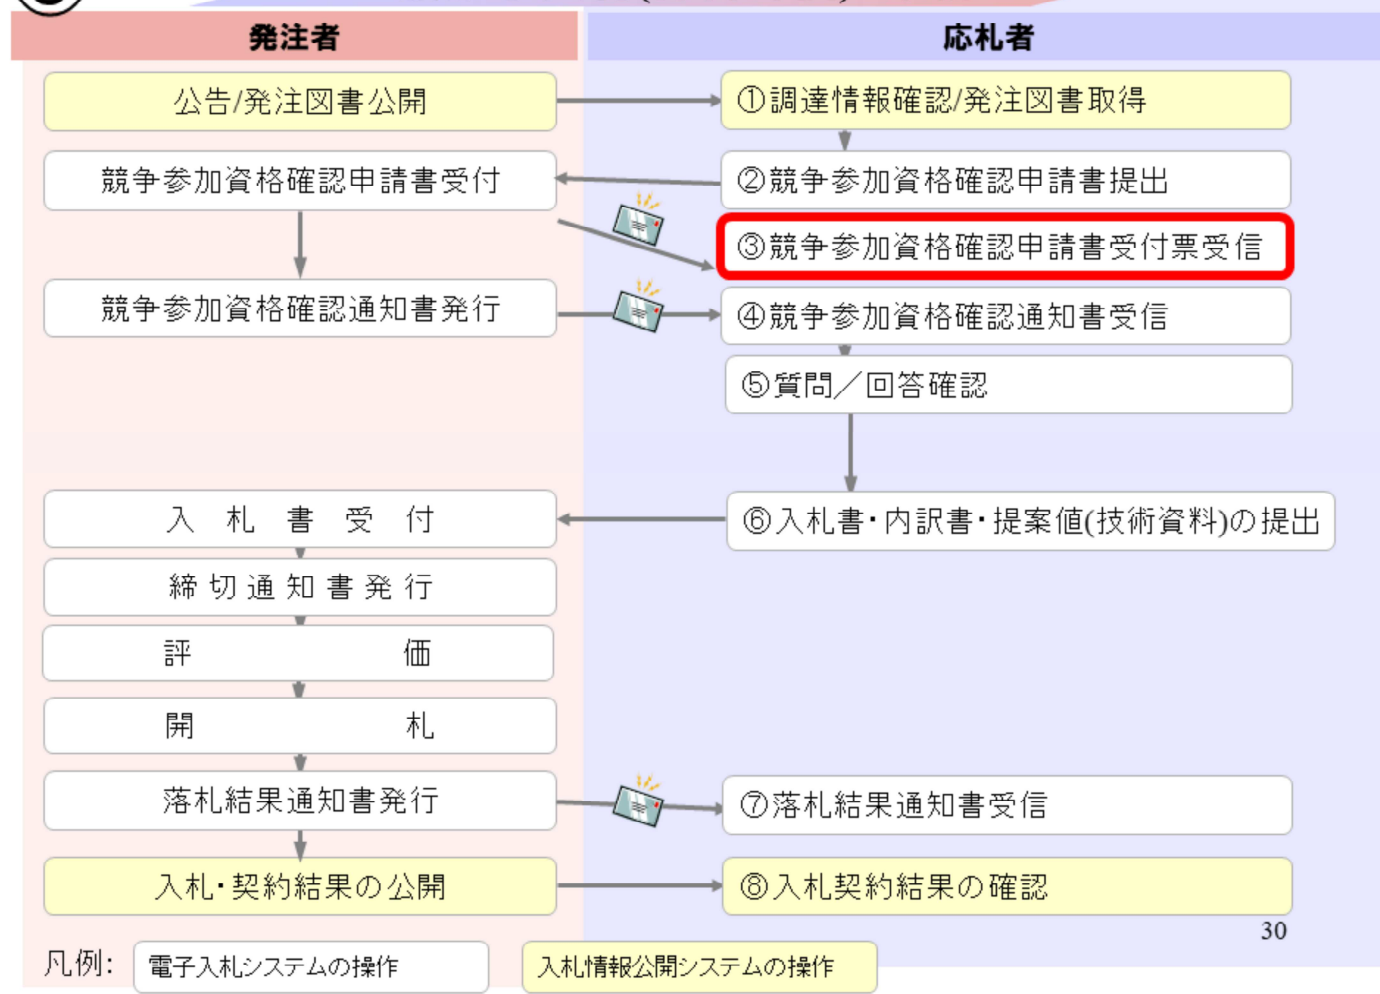 発注者
応札者
公告/発注図書公開
①調達情報確認/発注図書取得
競争参加資格確認申請書受付
②競争参加資格確認申請書提出
③競争参加資格確認申請書受付票受信
競争参加資格確認通知書発行
④競争参加資格確認通知書受信
⑤質問／回答確認
入札書受付
⑥入札書・内訳書・提案値(技術資料)の提出
締切通知書発行
評価
開札
落札結果通知書発行
⑦落札結果通知書受信
入札・契約結果の公開
⑧入札契約結果の確認
30
凡例:
電子入札システムの操作
入札情報公開システムの操作